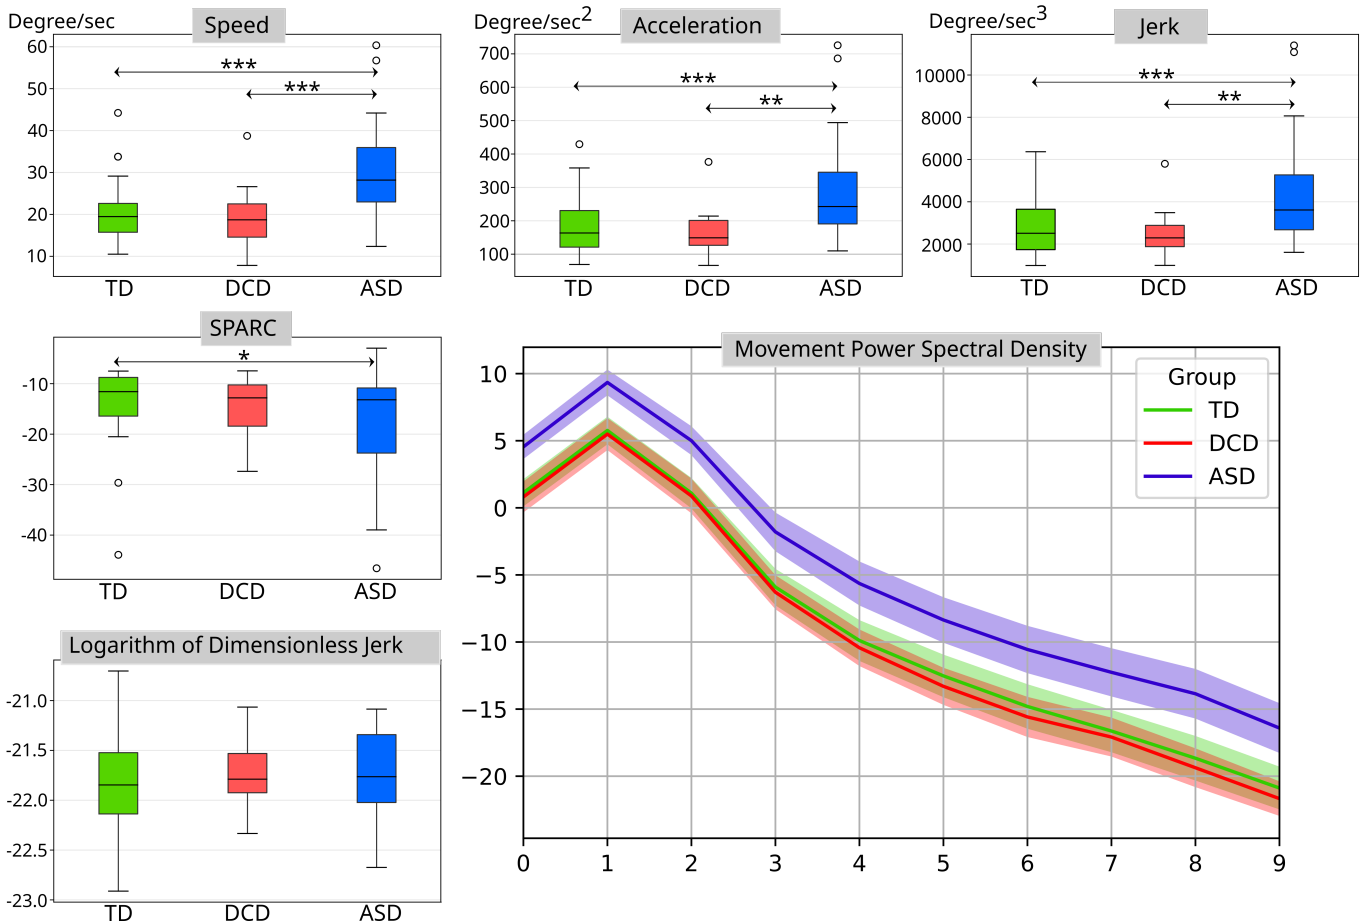 Degree/sec
Speed
60
50
40
30
20
10
***
***
TD DCD ASD
Degree/sec2
Acceleration
700
600
500
400
300
200
100
***
**
TD DCD ASD
Degree/sec3
Jerk
10000
8000
6000
4000
2000
***
**
TD DCD ASD
SPARC
-10
-20
-30
-40
*
TD DCD ASD
Logarithm of Dimensionless Jerk
-21.0
-21.5
-22.0
-22.5
-23.0
TD DCD ASD
Movement Power Spectral Density
10
5
0
−5
−10
−15
−20
Group
TD
DCD
ASD
0 1 2 3 4 5 6 7 8 9